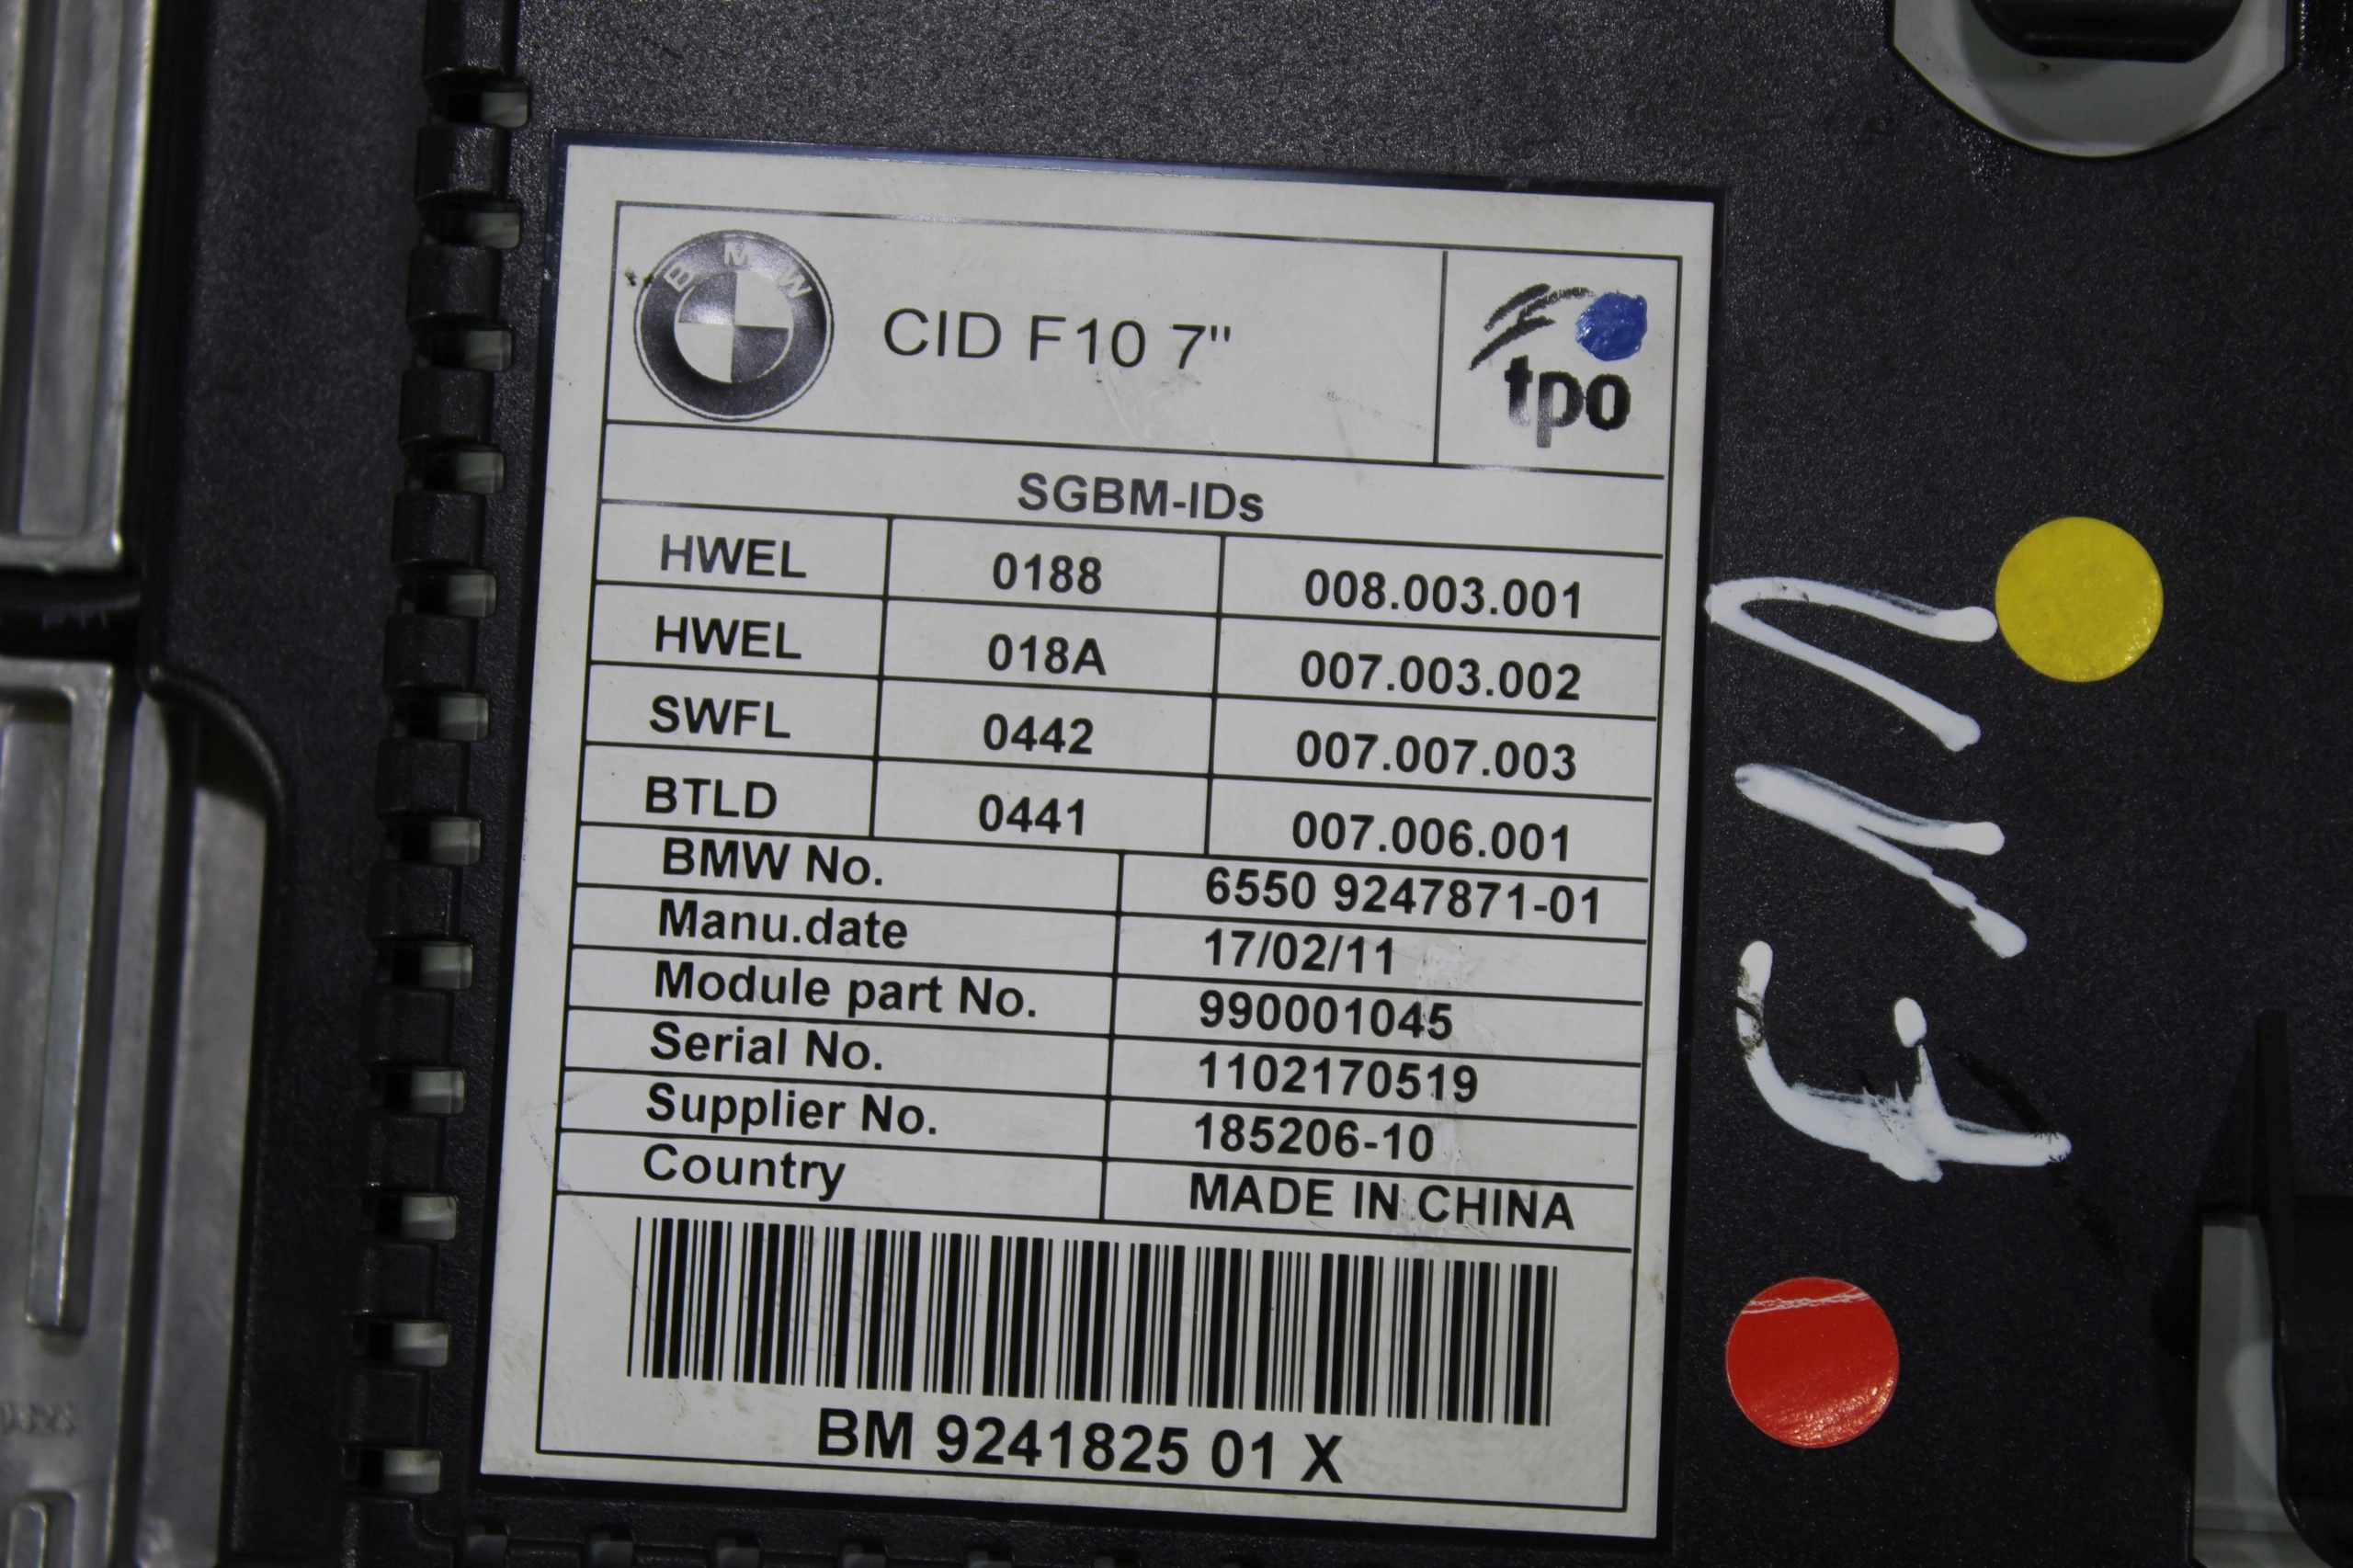 BMW
CID F10 7"
tpo
SGBM-IDs
HWEL 0188 008.003.001
HWEL 018A 007.003.002
SWFL 0442 007.007.003
BTLD 0441 007.006.001
BMW No. 6550 9247871-01
Manu.date 17/02/11
Module part No. 990001045
Serial No. 1102170519
Supplier No. 185206-10
Country MADE IN CHINA
BM 9241825 01 X